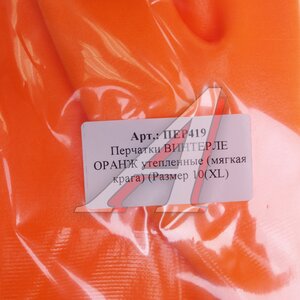 Арт.: ПЕР419
Перчатки ВИНТЕРЛЕ
ОРАНЖ утепленные (мягкая
крага) (Размер 10(XL)